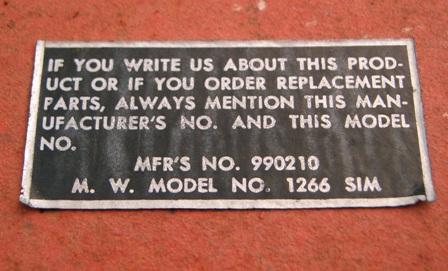 IF YOU WRITE US ABOUT THIS PROD-
UCT OR IF YOU ORDER REPLACEMENT
PARTS, ALWAYS MENTION THIS MAN-
UFACTURER'S NO. AND THIS MODEL
NO.
MFR'S NO. 990210
M. W. MODEL NO. 1266 SIM